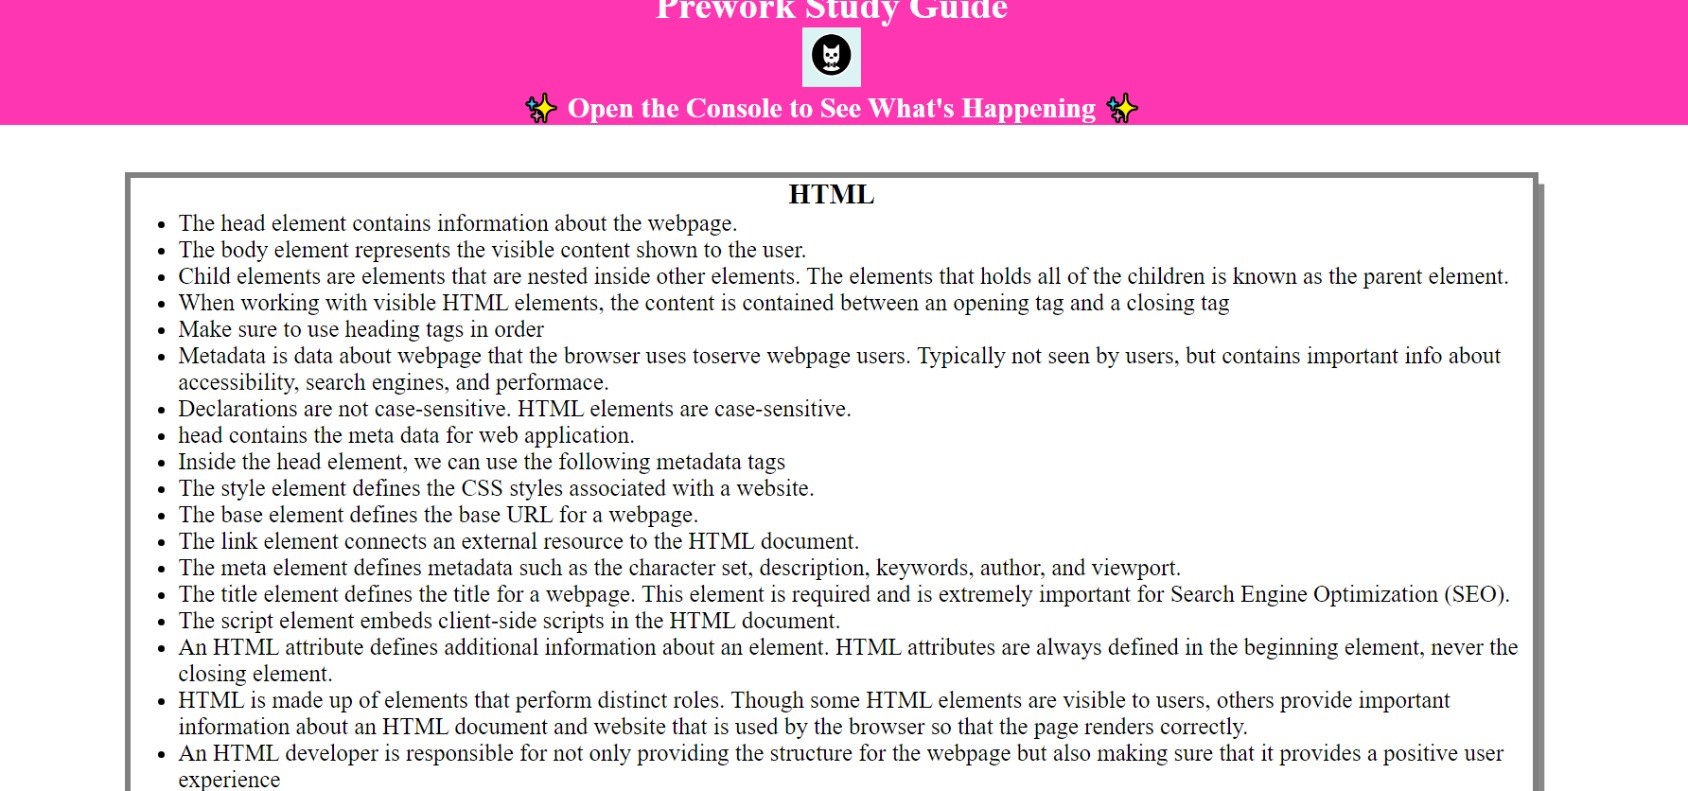 Prework Study Guide
✨ Open the Console to See What's Happening ✨
HTML
• The head element contains information about the webpage.
• The body element represents the visible content shown to the user.
• Child elements are elements that are nested inside other elements. The elements that holds all of the children is known as the parent element.
• When working with visible HTML elements, the content is contained between an opening tag and a closing tag
• Make sure to use heading tags in order
• Metadata is data about webpage that the browser uses toserve webpage users. Typically not seen by users, but contains important info about
accessibility, search engines, and performace.
• Declarations are not case-sensitive. HTML elements are case-sensitive.
• head contains the meta data for web application.
• Inside the head element, we can use the following metadata tags
• The style element defines the CSS styles associated with a website.
• The base element defines the base URL for a webpage.
• The link element connects an external resource to the HTML document.
• The meta element defines metadata such as the character set, description, keywords, author, and viewport.
• The title element defines the title for a webpage. This element is required and is extremely important for Search Engine Optimization (SEO).
• The script element embeds client-side scripts in the HTML document.
• An HTML attribute defines additional information about an element. HTML attributes are always defined in the beginning element, never the
closing element.
• HTML is made up of elements that perform distinct roles. Though some HTML elements are visible to users, others provide important
information about an HTML document and website that is used by the browser so that the page renders correctly.
• An HTML developer is responsible for not only providing the structure for the webpage but also making sure that it provides a positive user
experience